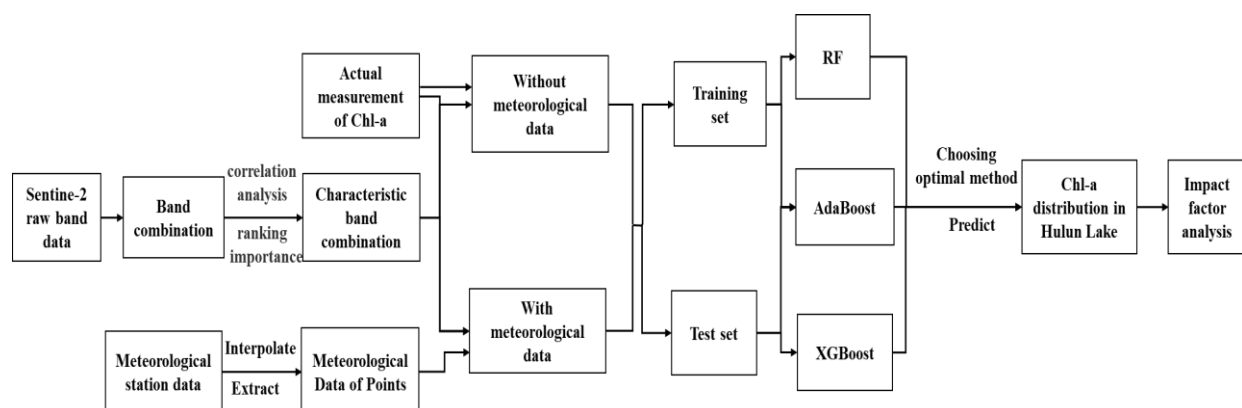 Actual
measurement
of Chl-a
Without
meteorological
data
Training
set
RF
Sentine-2
raw band
data
Band
combination
correlation
analysis
ranking
importance
Characteristic
band
combination
AdaBoost
Choosing
optimal method
Predict
Chl-a
distribution in
Hulun Lake
Impact
factor
analysis
With
meteorological
data
Test set
XGBoost
Meteorological
station data
Interpolate
Extract
Meteorological
Data of Points